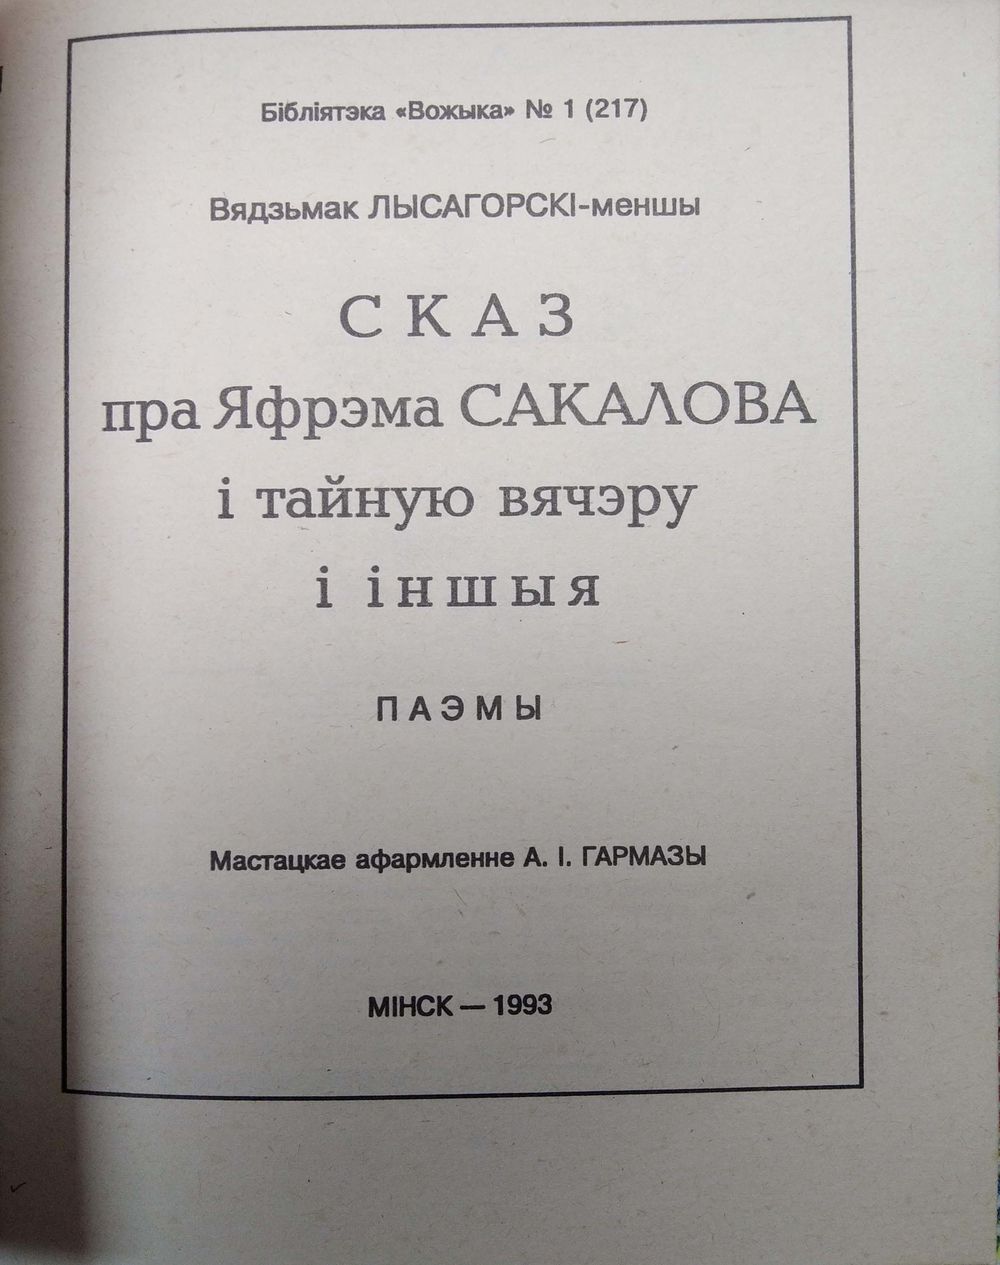 Бібліятэка «Вожыка» № 1 (217)
Вядзьмак ЛЫСАГОРСКІ-меншы
СКАЗ
пра Яфрэма САКАЛОВА
і тайную вячэру
і іншыя
ПАЭМЫ
Мастацкае афармленне А. І. ГАРМАЗЫ
МІНСК — 1993